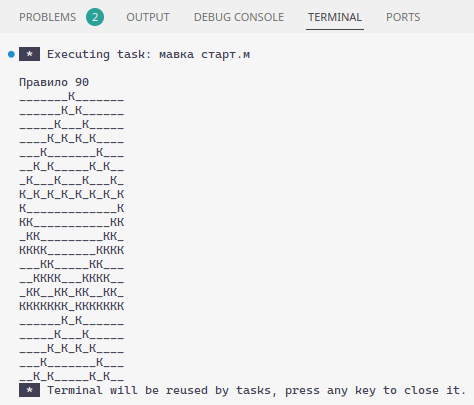 PROBLEMS 2 OUTPUT DEBUG CONSOLE TERMINAL PORTS
* Executing task: мавка старт.м
Правило 90
_______К_______
______К_К______
_____К___К_____
____К_К_К_К____
___К_______К___
__К_К_____К_К__
_К___К___К___К_
К_К_К_К_К_К_К_К
К_____________К
КК___________КК
_КК_________КК_
КККК_______КККК
___КК_____КК___
__КККК___КККК__
_КК__КК_КК__КК_
ККККККК_ККККККК
______К_К______
_____К___К_____
____К_К_К_К____
___К_______К___
__К_К_____К_К__
* Terminal will be reused by tasks, press any key to close it.